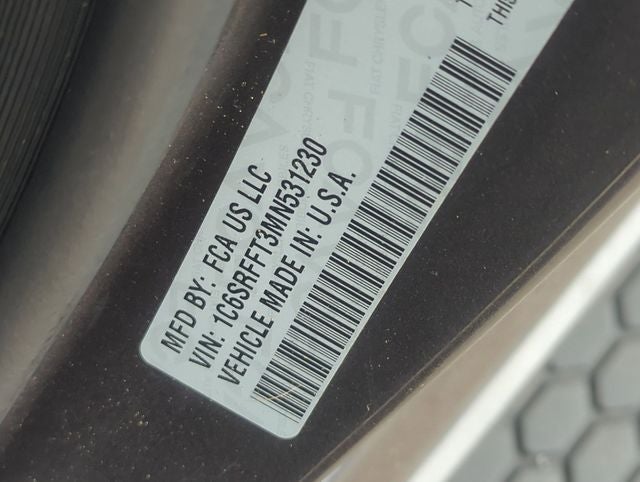 MFD BY: FCA US LLC
VIN: 1C6SRFFT3MN531230
VEHICLE MADE IN: U.S.A.